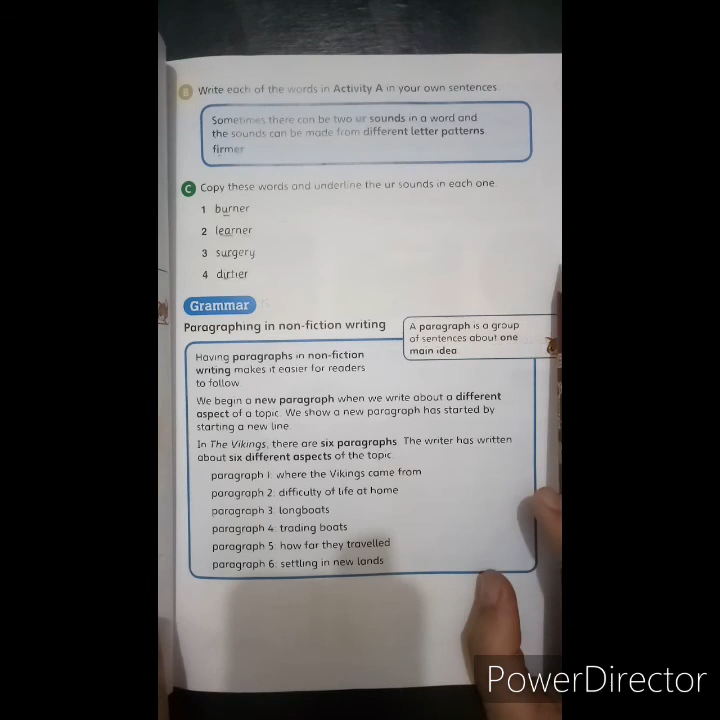 B Write each of the words in Activity A in your own sentences.
Sometimes there can be two ur sounds in a word and
the sounds can be made from different letter patterns.
firmer
C Copy these words and underline the ur sounds in each one.
1 burner
2 learner
3 surgery
4 dirtier
Grammar
Paragraphing in non-fiction writing
A paragraph is a group
of sentences about one
main idea.
Having paragraphs in non-fiction
writing makes it easier for readers
to follow.
We begin a new paragraph when we write about a different
aspect of a topic. We show a new paragraph has started by
starting a new line.
In The Vikings, there are six paragraphs. The writer has written
about six different aspects of the topic.
paragraph 1: where the Vikings came from
paragraph 2: difficulty of life at home
paragraph 3: longboats
paragraph 4: trading boats
paragraph 5: how far they travelled
paragraph 6: settling in new lands
PowerDirector